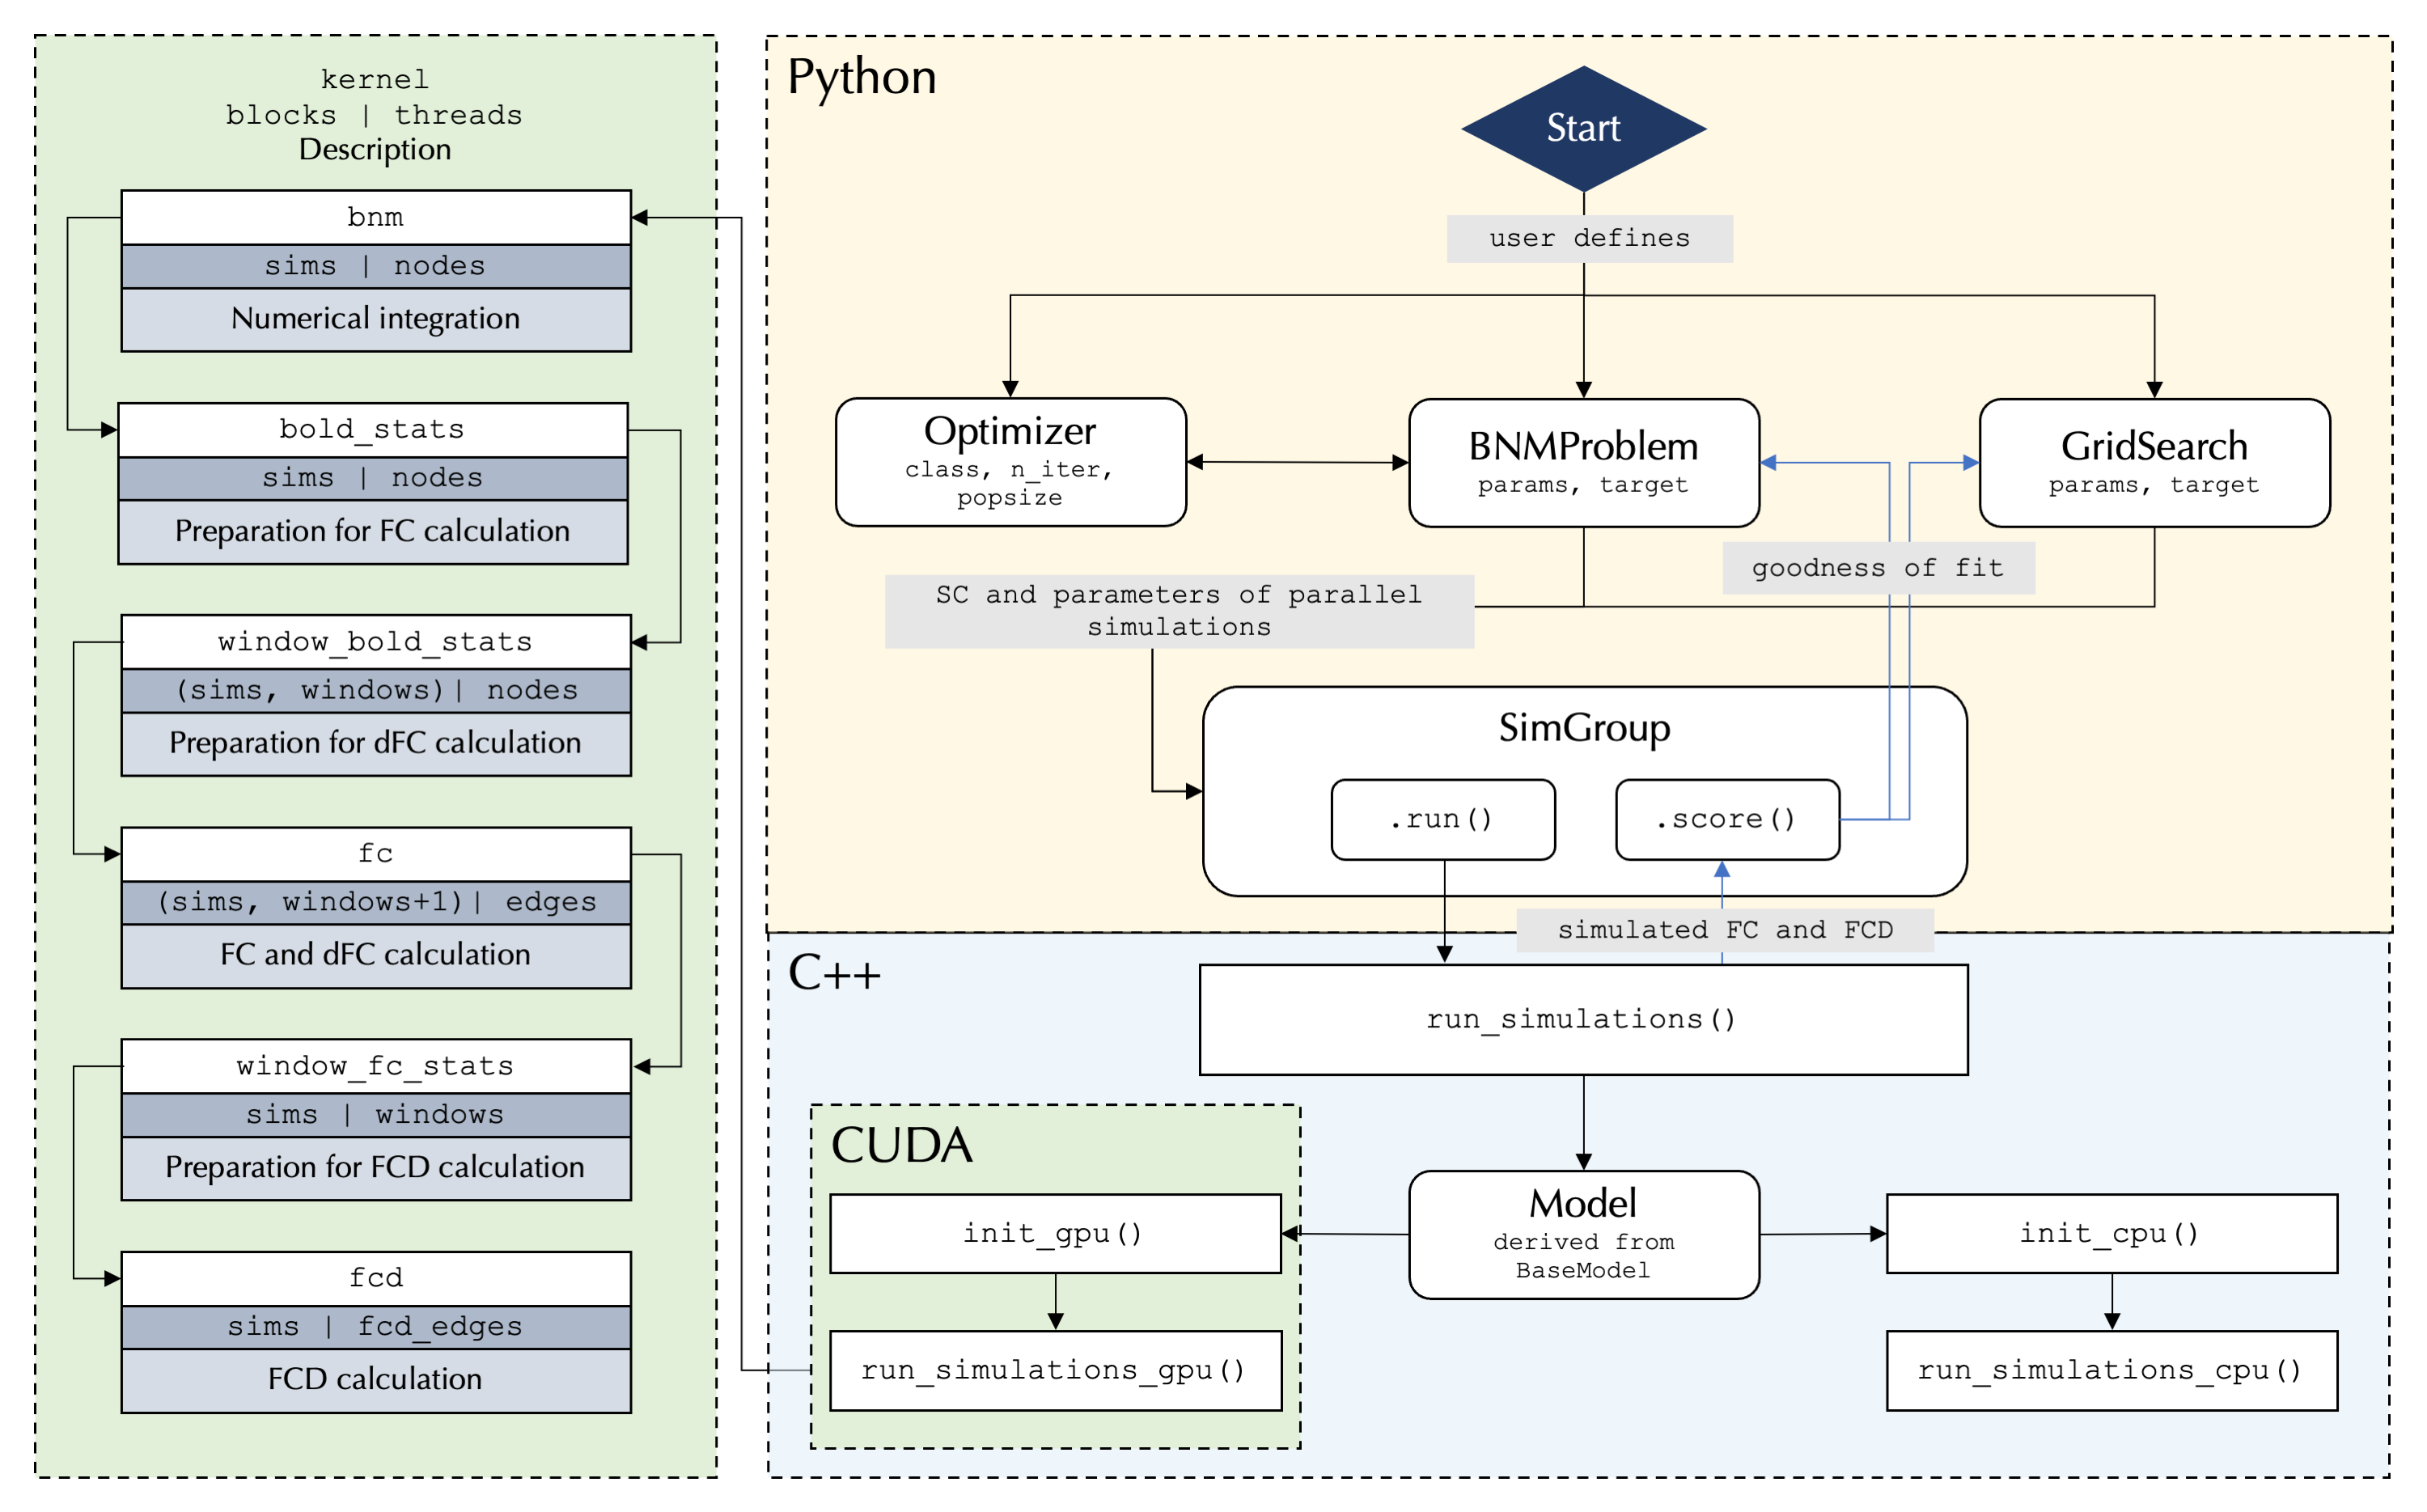 kernel
blocks | threads
Description
bnm
sims | nodes
Numerical integration
bold_stats
sims | nodes
Preparation for FC calculation
window_bold_stats
(sims, windows)| nodes
Preparation for dFC calculation
fc
(sims, windows+1)| edges
FC and dFC calculation
window_fc_stats
sims | windows
Preparation for FCD calculation
fcd
sims | fcd_edges
FCD calculation
Python
Start
user defines
Optimizer
class, n_iter,
popsize
BNMProblem
params, target
GridSearch
params, target
goodness of fit
SC and parameters of parallel
simulations
SimGroup
.run()
.score()
simulated FC and FCD
C++
run_simulations()
CUDA
init_gpu()
run_simulations_gpu()
Model
derived from
BaseModel
init_cpu()
run_simulations_cpu()